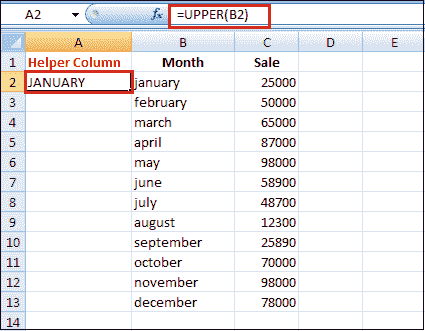 A2 fx =UPPER(B2)
A B C D E
1 Helper Column Month Sale
2 JANUARY january 25000
3 february 50000
4 march 65000
5 april 87000
6 may 98000
7 june 58900
8 july 48700
9 august 12300
10 september 25890
11 october 70000
12 november 98000
13 december 78000
14